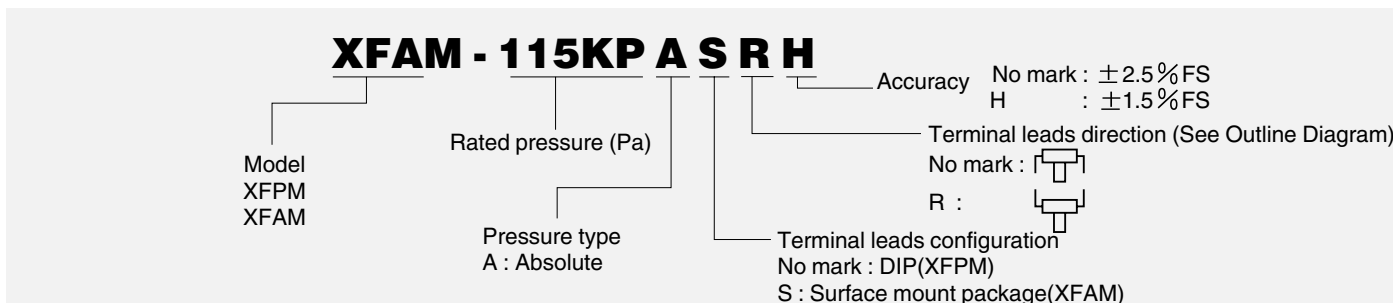 XFAM - 115KP A S R H
Accuracy No mark : ±2.5%FS
H : ±1.5%FS
Terminal leads direction (See Outline Diagram)
No mark :
R :
Rated pressure (Pa)
Model
XFPM
XFAM
Pressure type
A : Absolute
Terminal leads configuration
No mark : DIP(XFPM)
S : Surface mount package(XFAM)